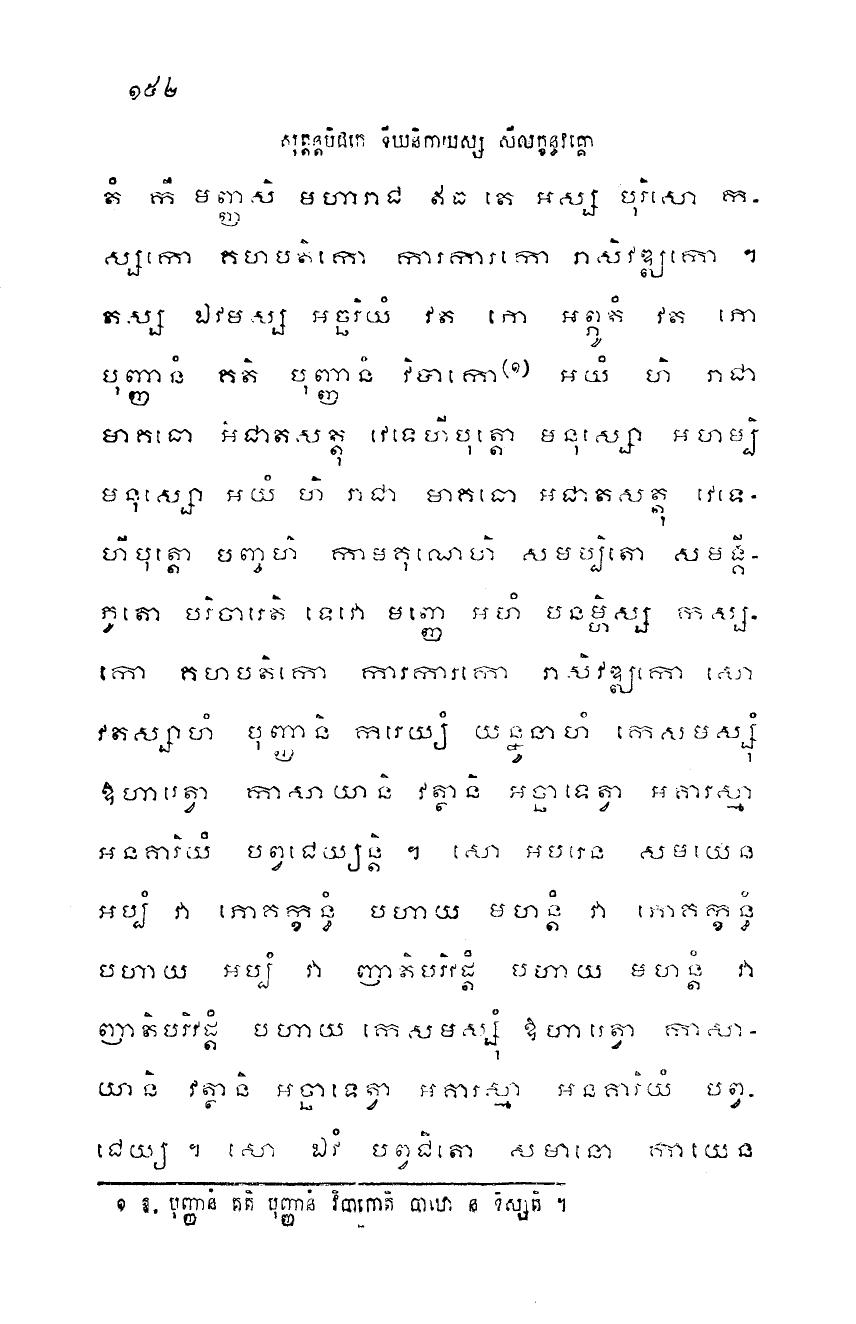 ១៥២
សុត្តន្តបិដកេ ទីឃនិកាយស្ស សីលក្ខន្ធវគ្គោ
តំ កឹ មញ្ញសិ មហារាជ ឥធ តេ អស្ស បុរិសោ ក-
ស្សកោ គហបតិកោ ការការកោ រាសិវឌ្ឍកោ ។
តស្ស ឯវមស្ស អច្ឆរិយំ វត ភោ អព្ភូតំ វត ភោ
បុញ្ញានំ គតិ បុញ្ញានំ វិបាកោ(១) អយំ ហិ រាជា
មាគធោ អជាតសត្តុ វេទេហីបុត្តោ មនុស្សោ អហម្បិ
មនុស្សោ អយំ ហិ រាជា មាគធោ អជាតសត្តុ វេទេ-
ហីបុត្តោ បញ្ចហិ កាមគុណេហិ សមប្បិតោ សមង្គី-
ភូតោ បរិចារេតិ ទេវោ មញ្ញេ អហំ បនម្ហិស្ស កស្ស-
កោ គហបតិកោ ការការកោ រាសិវឌ្ឍកោ សោ
វតស្សាហំ បុញ្ញានិ ករេយ្យំ យន្នូនាហំ កេសមស្សុំ
ឱហារេត្វា កាសាយានិ វត្ថានិ អច្ឆាទេត្វា អគារស្មា
អនគារិយំ បព្វជេយ្យន្តិ ។ សោ អបរេន សមយេន
អប្បំ វា ភោគក្ខន្ធំ បហាយ មហន្តំ វា ភោគក្ខន្ធំ
បហាយ អប្បំ វា ញាតិបរិវដ្តំ បហាយ មហន្តំ វា
ញាតិបរិវដ្តំ បហាយ កេសមស្សុំ ឱហារេត្វា កាសា-
យានិ វត្ថានិ អច្ឆាទេត្វា អគារស្មា អនគារិយំ បព្វ-
ជេយ្យ ។ សោ ឯវំ បព្វជិតោ សមានោ កាយេន
១ ឱ. បុញ្ញានំ គតិ បុញ្ញានំ វិបាកោតិ បាឋោ ន ទិស្សតិ ។